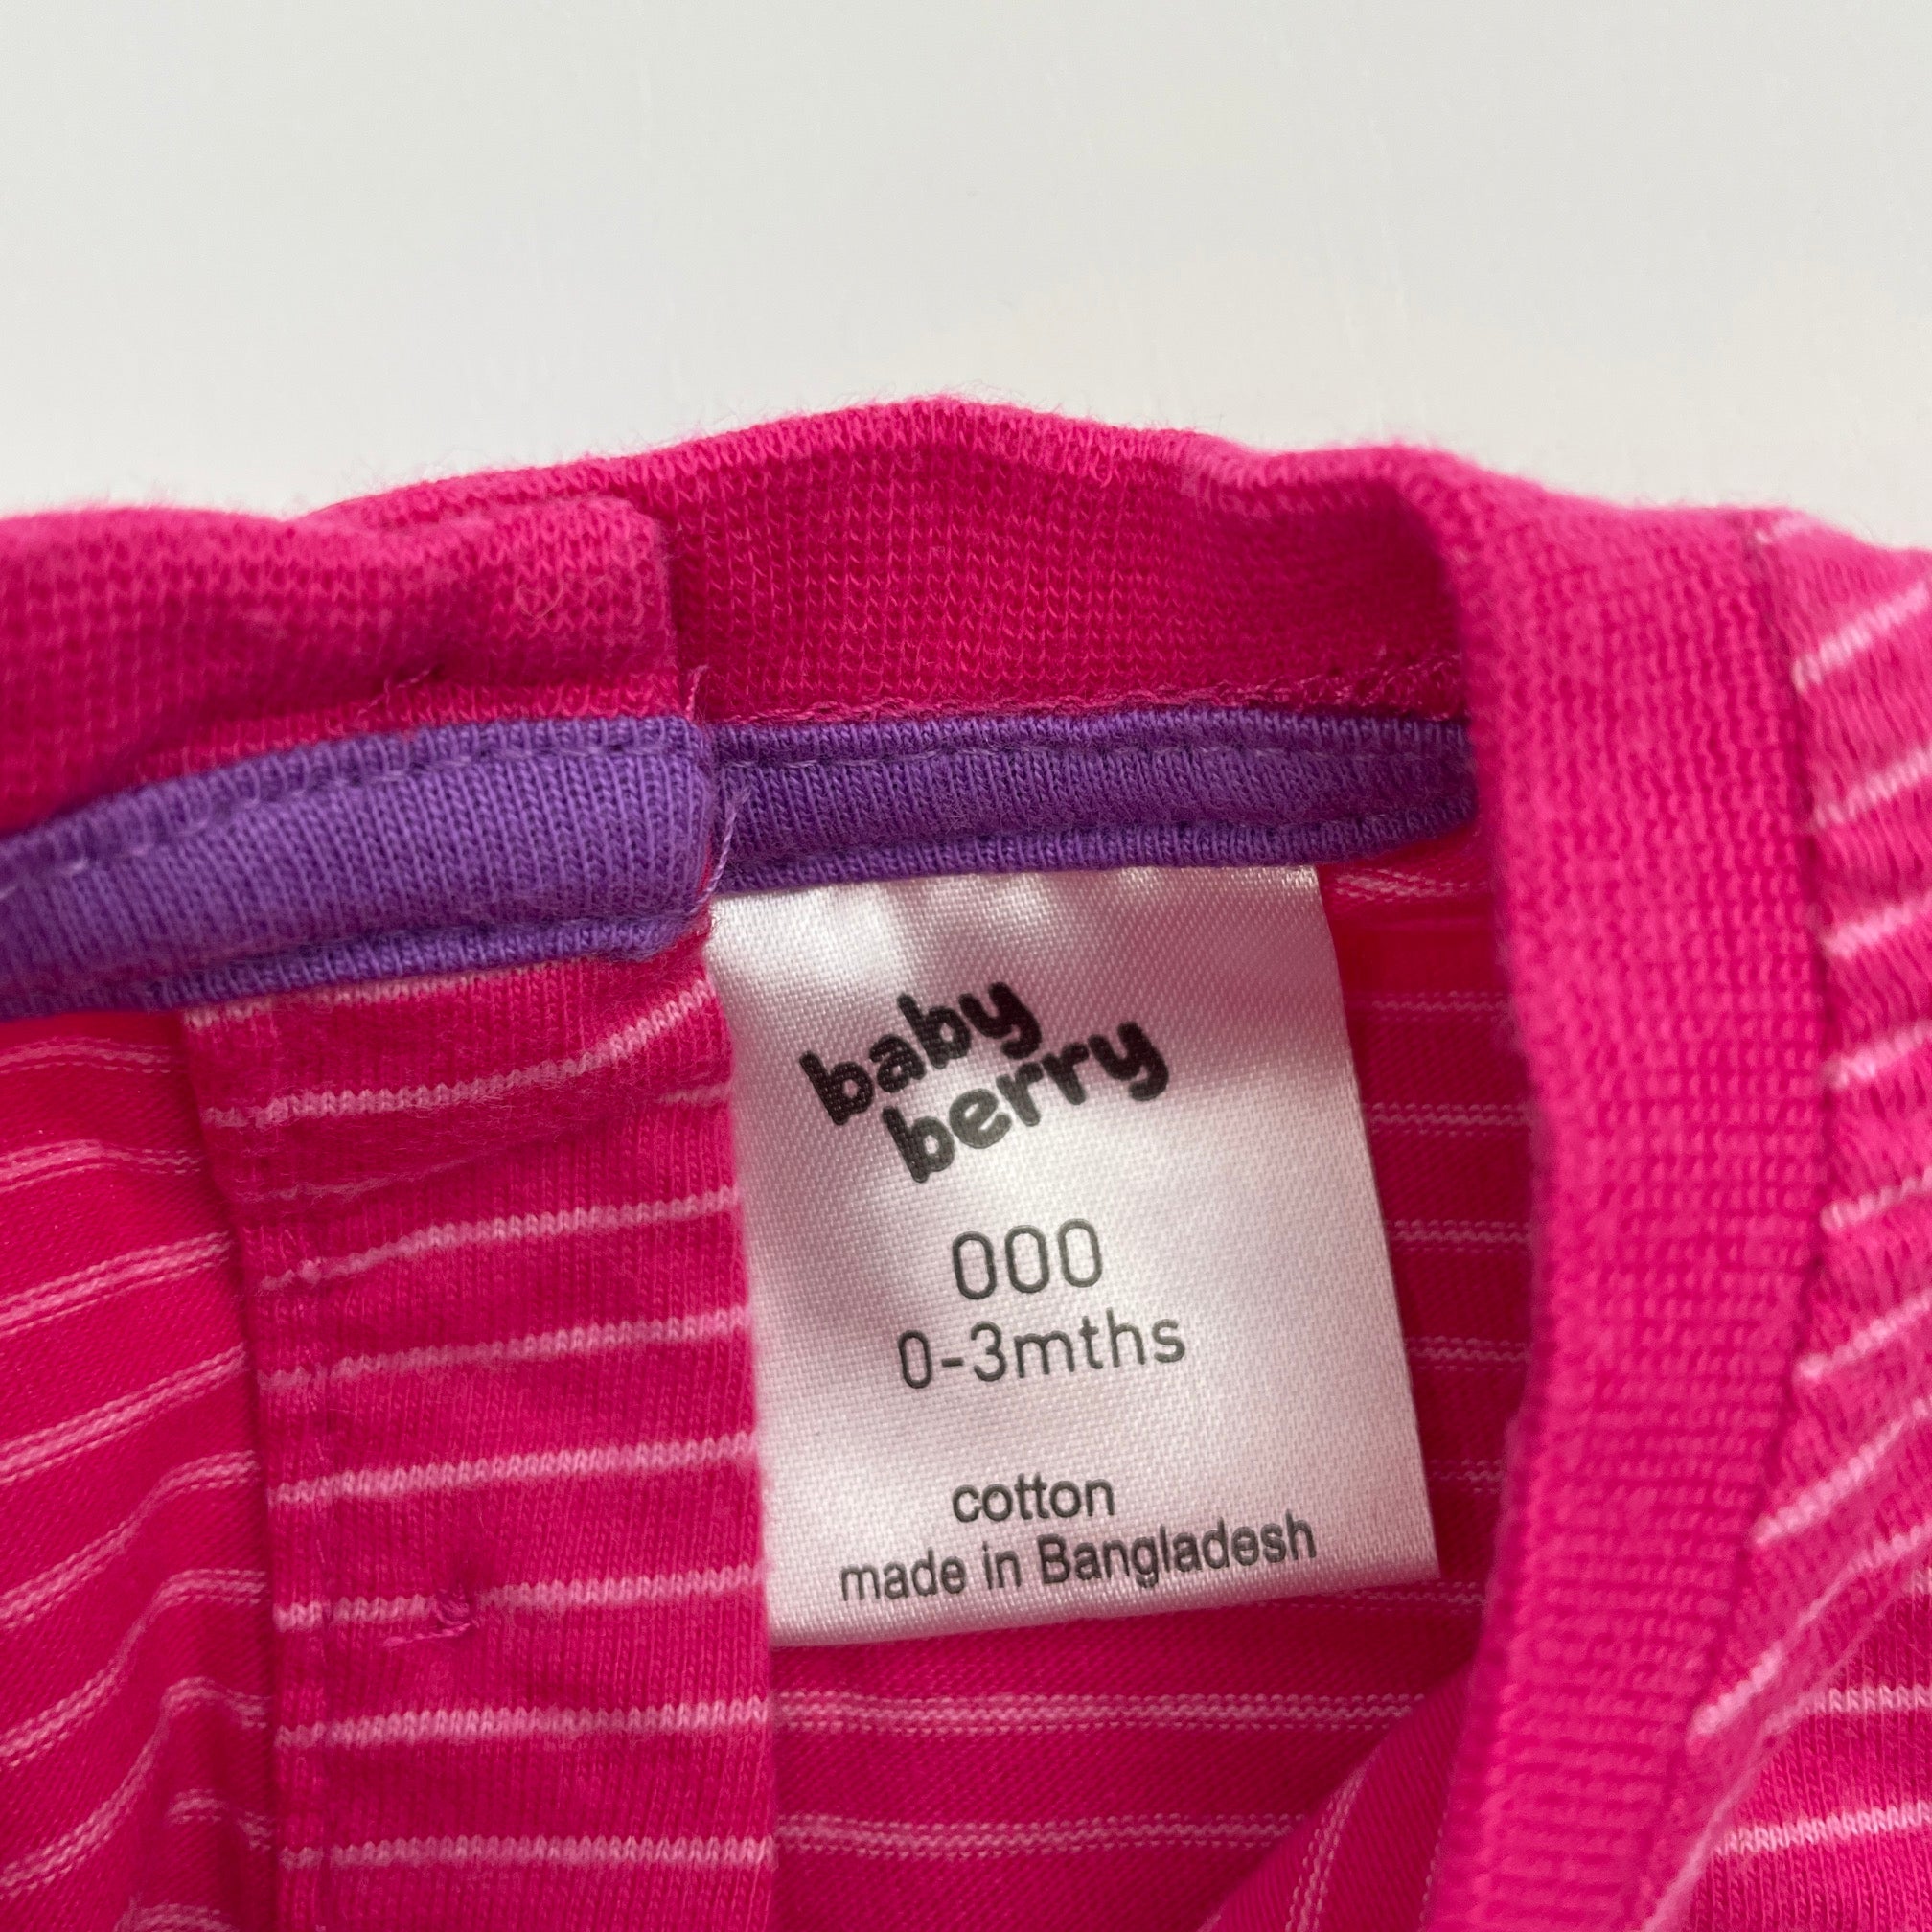 baby
berry
000
0-3mths
cotton
made in Bangladesh